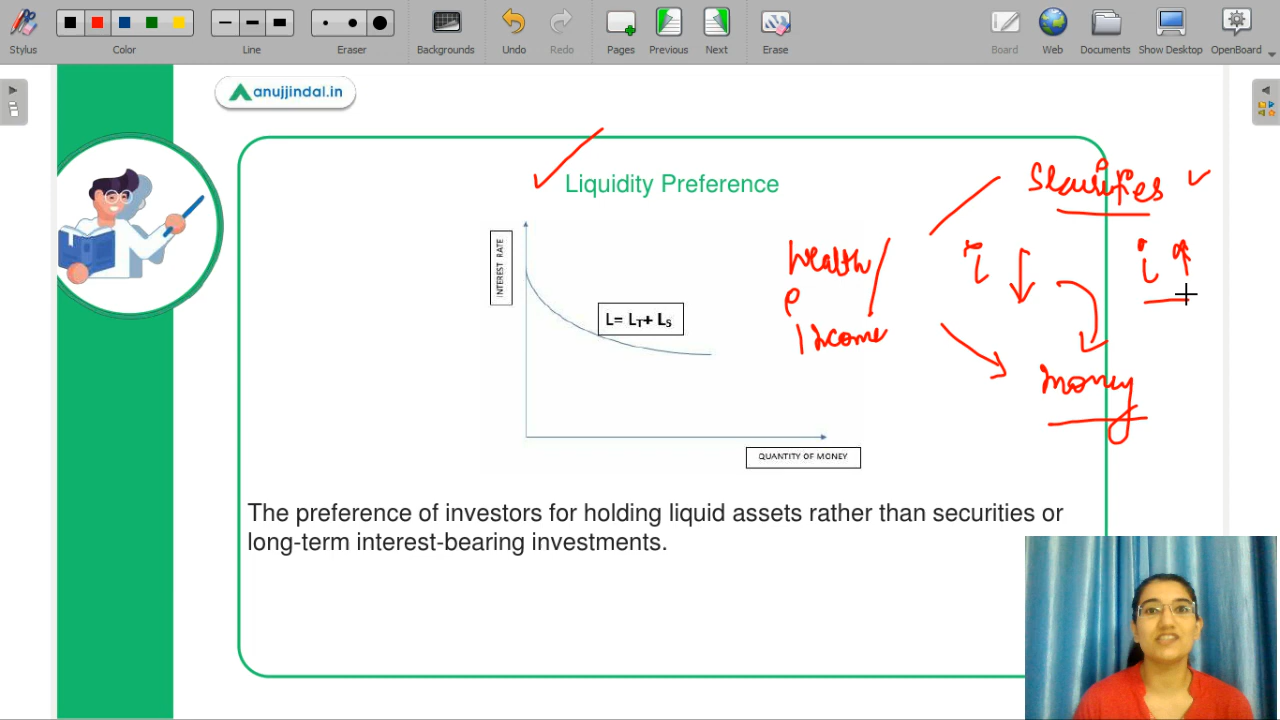 Stylus
Color
Line
Eraser
Backgrounds
Undo
Redo
Pages
Previous
Next
Erase
Board
Web
Documents
Show Desktop
OpenBoard
anujjindal.in
Liquidity Preference
Securities
INTEREST RATE
L= LT+ LS
Wealth
i
i
Income
Money
QUANTITY OF MONEY
The preference of investors for holding liquid assets rather than securities or
long-term interest-bearing investments.